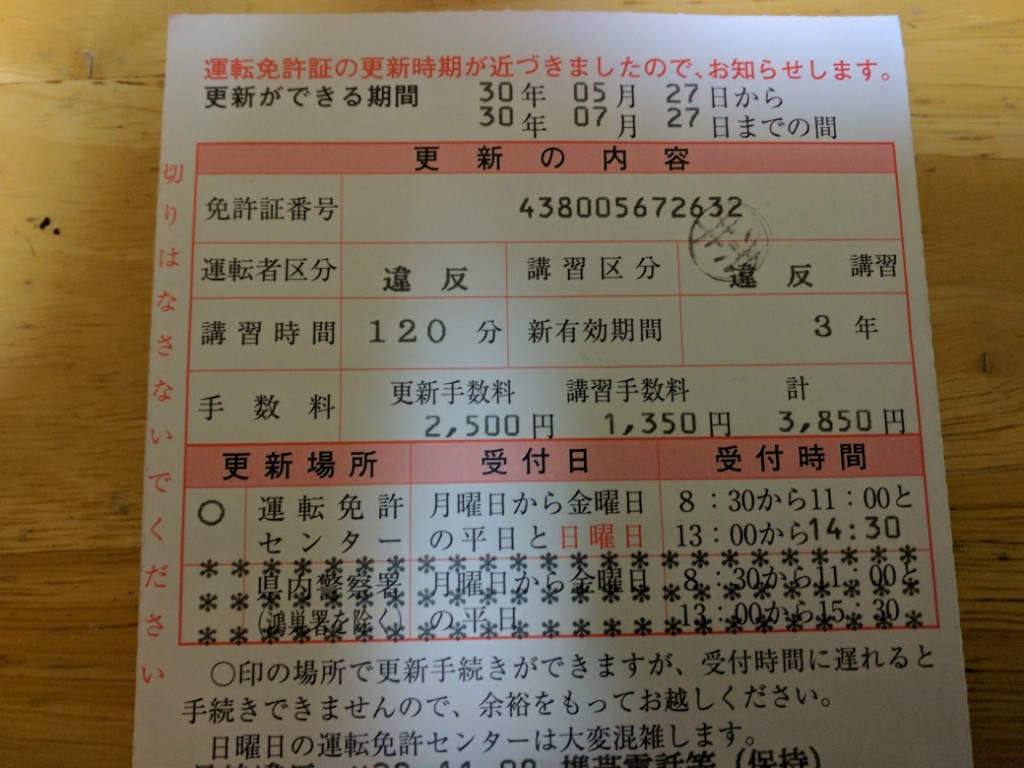 運転免許証の更新時期が近づきましたので、お知らせします。
更新ができる期間 30年 05月 27日から
30年 07月 27日までの間
切りはなさないでください
更新の内容
免許証番号 438005672632
運転者区分 違反 講習区分 違反 講習
講習時間 120分 新有効期間 3年
手数料 更新手数料 講習手数料 計
2,500円 1,350円 3,850円
更新場所 受付日 受付時間
○ 運転免許 月曜日から金曜日 8:30から11:00と
センター の平日と日曜日 13:00から14:30
****************
県内警察署 月曜日から金曜日 8:30から11:00と
(鴻巣署を除く) の平日 13:00から15:30
○印の場所で更新手続きができますが、受付時間に遅れると
手続きできませんので、余裕をもってお越しください。
日曜日の運転免許センターは大変混雑します。
携帯電話等(保持)